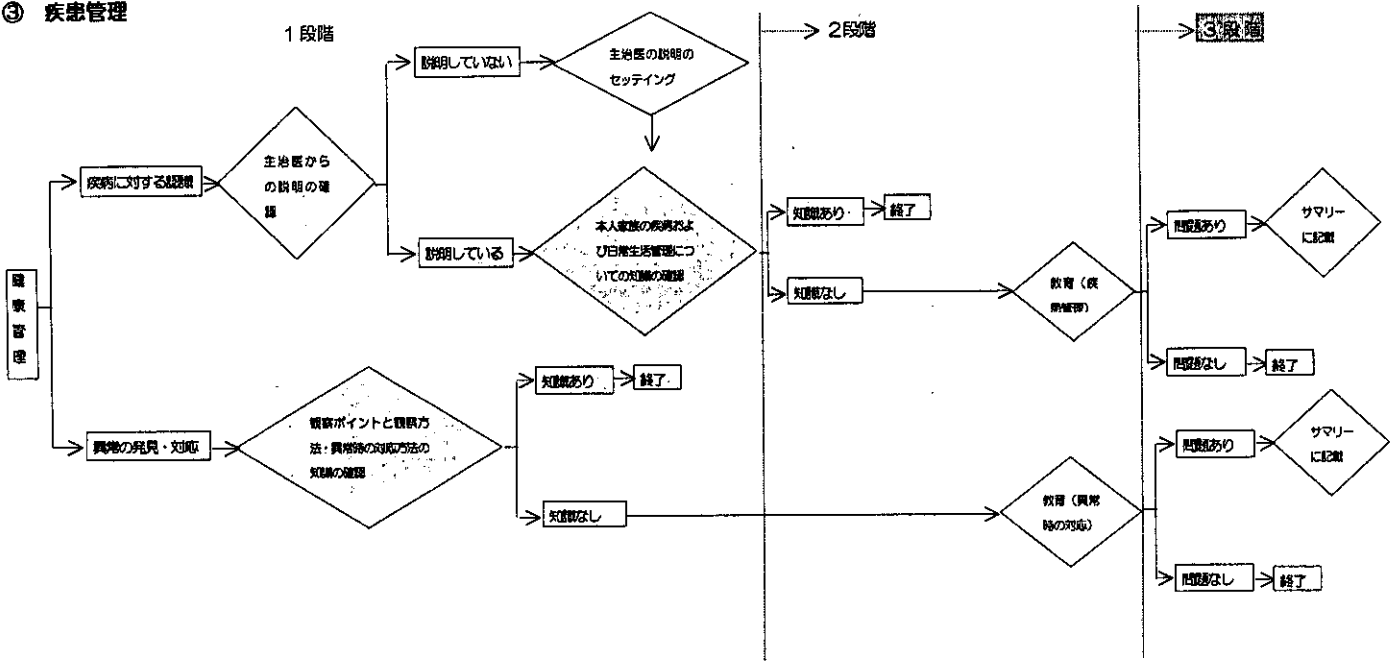 ③ 疾患管理
1段階
2段階
3段階
説明していない
主治医の説明の
セッテイング
疾病に対する認識
主治医から
の説明の確
認
説明している
本人家族の疾病およ
び日常生活管理につ
いての知識の確認
知識あり
終了
知識なし
教育（疾
患管理）
問題あり
サマリー
に記載
問題なし
終了
健
康
管
理
異常の発見・対応
観察ポイントと観察方
法・異常時の対応方法の
知識の確認
知識あり
終了
知識なし
教育（異常
時の対応）
問題あり
サマリー
に記載
問題なし
終了